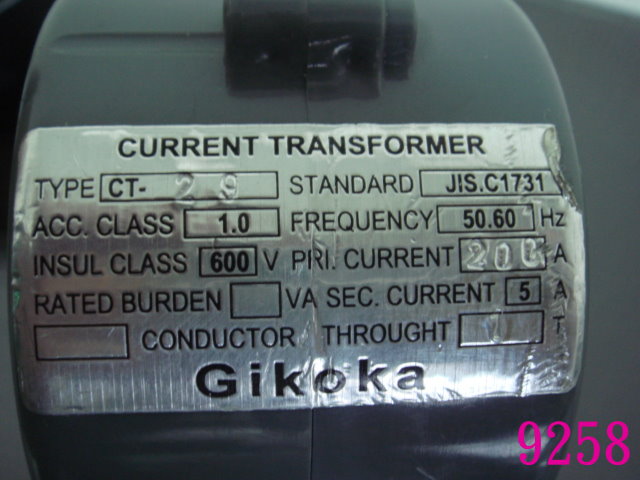 CURRENT TRANSFORMER
TYPE CT- 29 STANDARD JIS.C1731
ACC. CLASS 1.0 FREQUENCY 50.60 Hz
INSUL CLASS 600 V PRI. CURRENT 200 A
RATED BURDEN VA SEC. CURRENT 5 A
CONDUCTOR THROUGHT T
Gikoka
9258